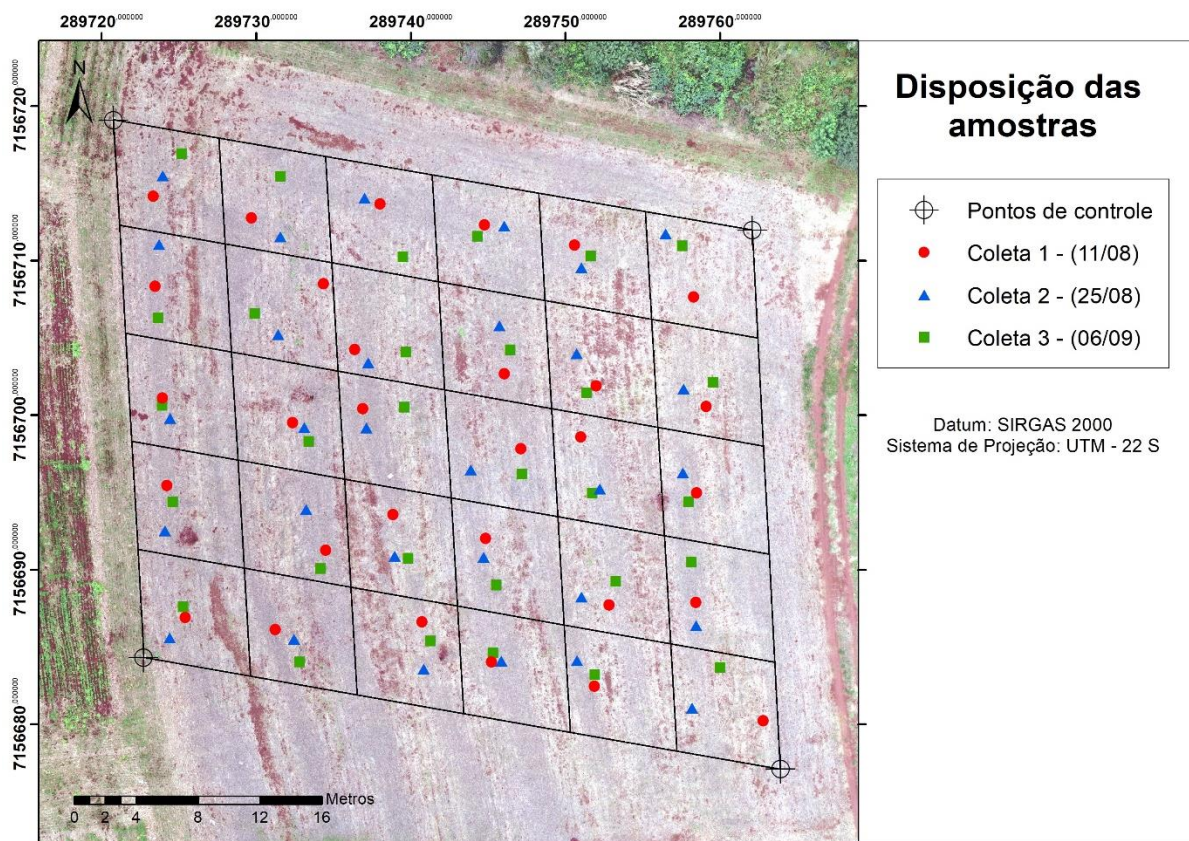 289720,000000
289730,000000
289740,000000
289750,000000
289760,000000
N
7156720,000000
7156710,000000
7156700,000000
7156690,000000
7156680,000000
0 2 4 8 12 16 Metros
Disposição das
amostras
Pontos de controle
Coleta 1 - (11/08)
Coleta 2 - (25/08)
Coleta 3 - (06/09)
Datum: SIRGAS 2000
Sistema de Projeção: UTM - 22 S